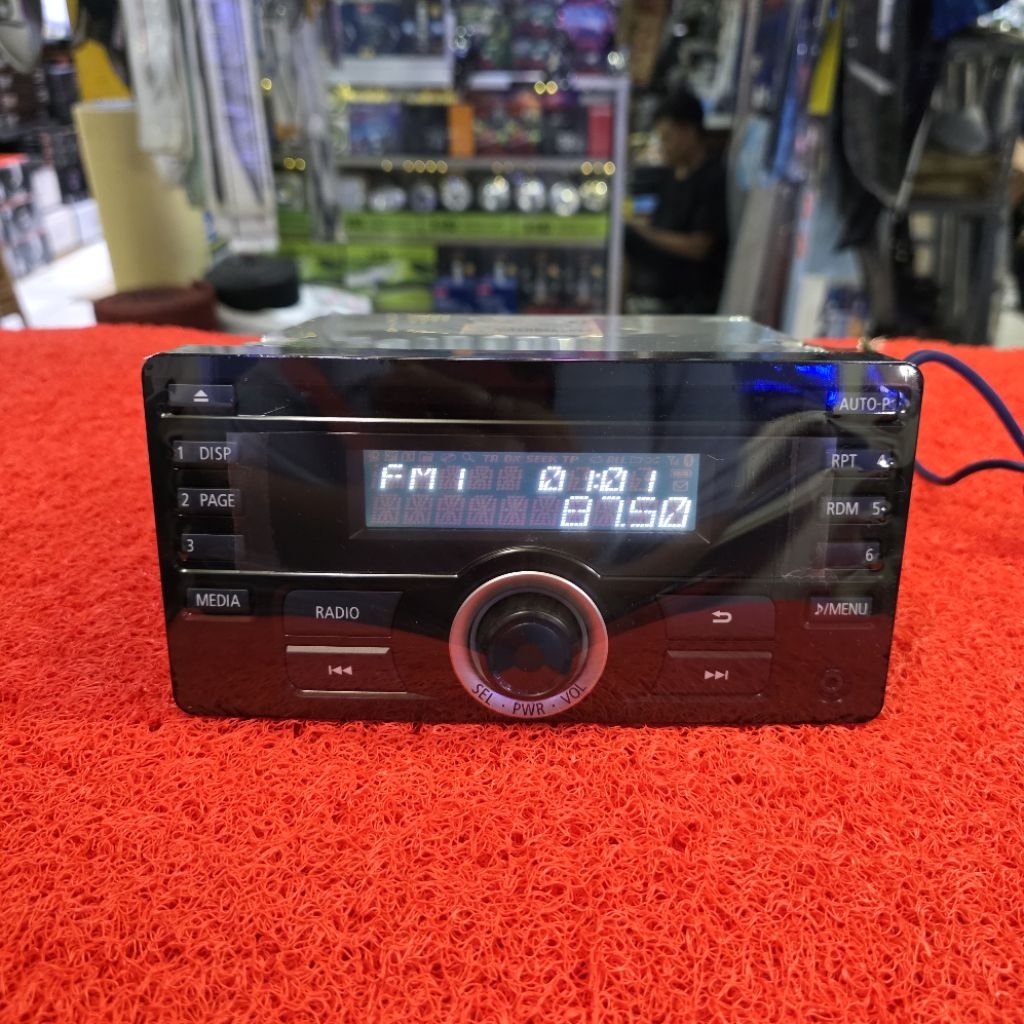 AUTO-P
1 DISP
RPT 4
2 PAGE
RDM 5
3
6
FM1 01:01
87.50
MEDIA
RADIO
♪/MENU
SEL · PWR · VOL